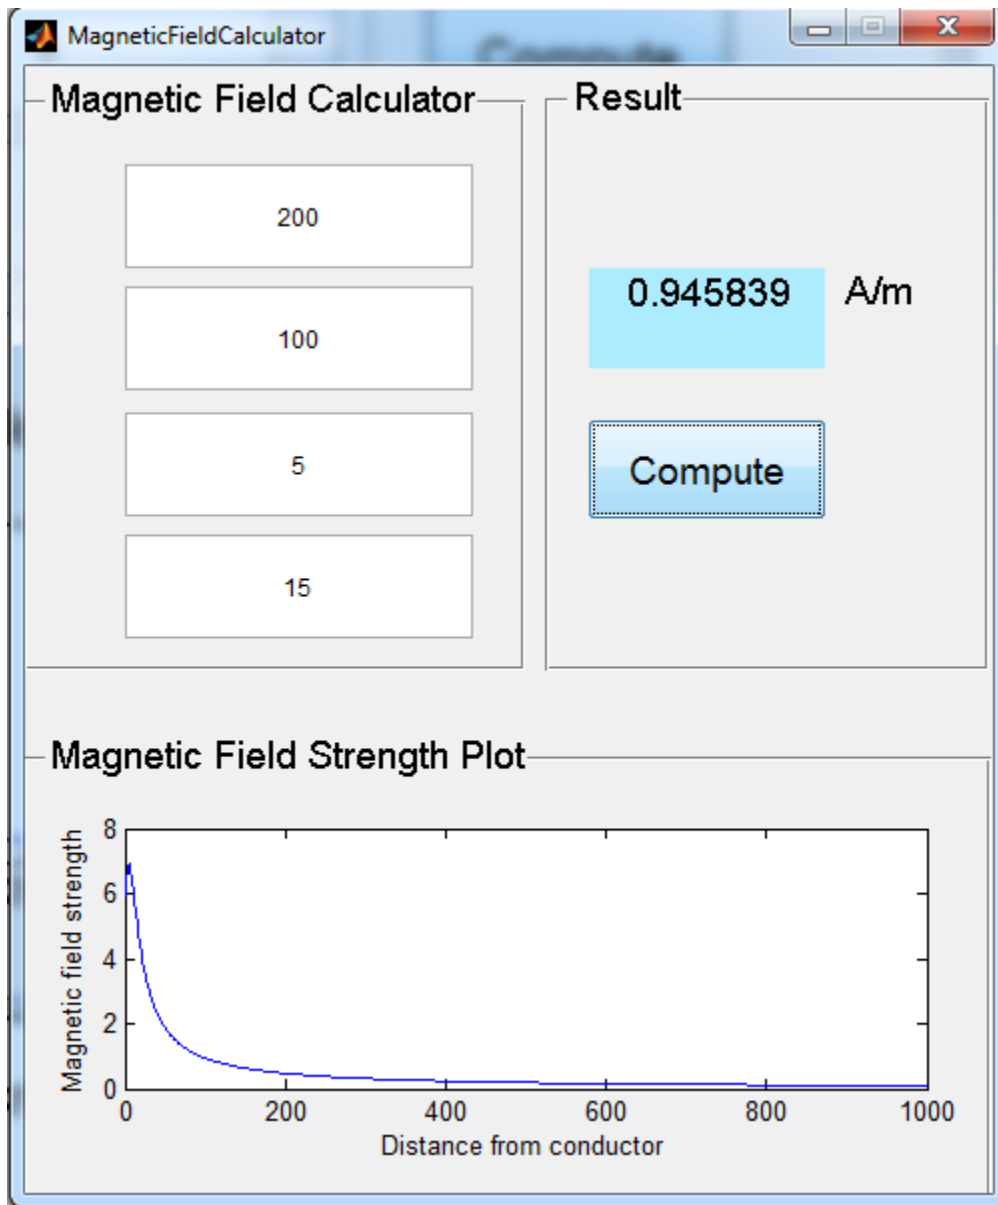 MagneticFieldCalculator
Compute
Magnetic Field Calculator
200
100
5
15
Result
0.945839 A/m
Compute
Magnetic Field Strength Plot
Magnetic field strength
8
6
4
2
0
0 200 400 600 800 1000
Distance from conductor